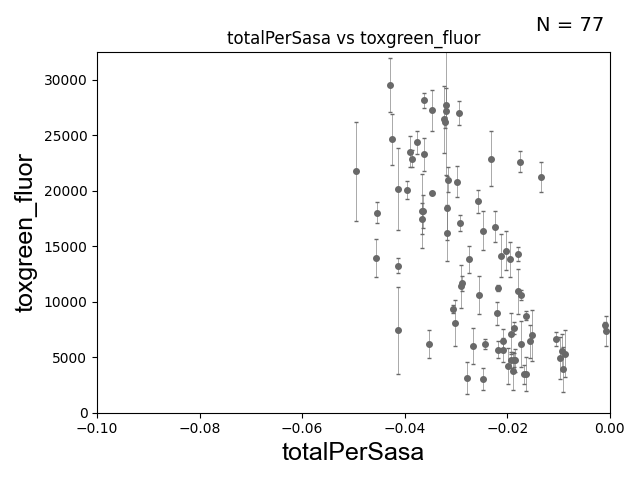 N = 77
totalPerSasa vs toxgreen_fluor
30000
25000
20000
15000
10000
5000
0
toxgreen_fluor
−0.10 −0.08 −0.06 −0.04 −0.02 0.00
totalPerSasa